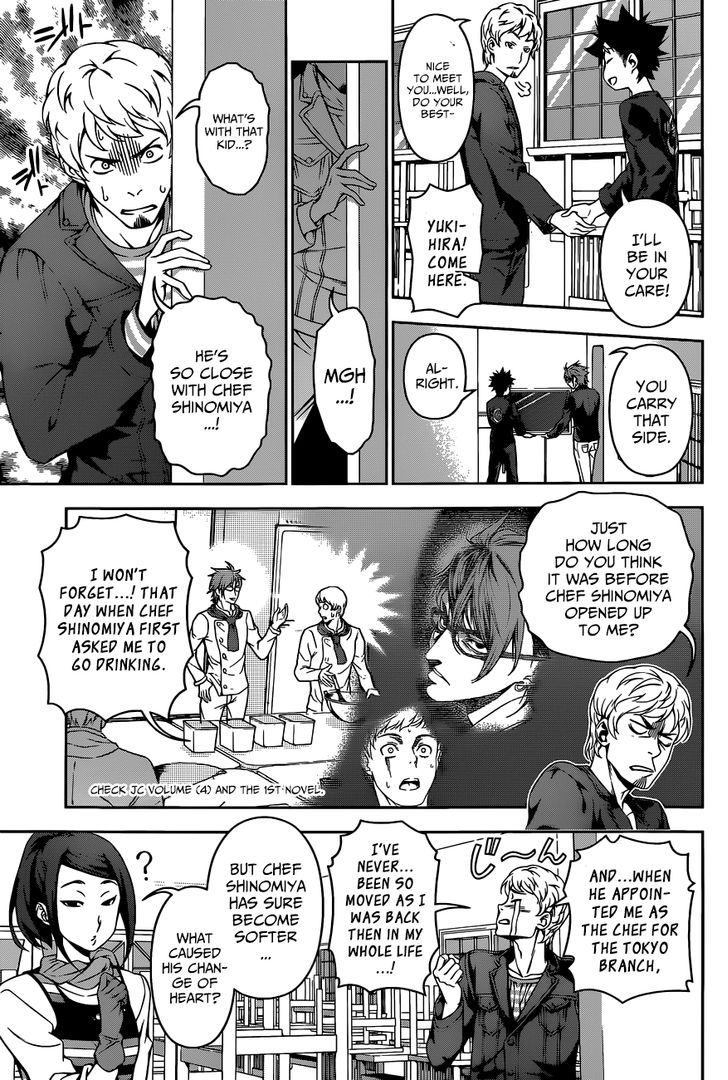 NICE
TO MEET
YOU...WELL,
DO YOUR
BEST-
I'LL
BE IN
YOUR
CARE!
YUKI-
HIRA!
COME
HERE.
YOU
CARRY
THAT
SIDE.
AL-
RIGHT.
MGH
...!
WHAT'S
WITH THAT
KID...?
HE'S
SO CLOSE
WITH CHEF
SHINOMIYA
...!
JUST
HOW LONG
DO YOU THINK
IT WAS BEFORE
CHEF SHINOMIYA
OPENED UP
TO ME?
I WON'T
FORGET...! THAT
DAY WHEN CHEF
SHINOMIYA FIRST
ASKED ME TO
GO DRINKING.
CHECK JC VOLUME (4) AND THE 1ST NOVEL.
AND...WHEN
HE APPOIN-
TED ME AS
THE CHEF FOR
THE TOKYO
BRANCH,
じ～ん
I'VE
NEVER...
BEEN SO
MOVED AS I
WAS BACK
THEN IN MY
WHOLE LIFE
...!
BUT CHEF
SHINOMIYA
HAS SURE
BECOME
SOFTER
...
WHAT
CAUSED
HIS CHAN-
GE OF
HEART?
?